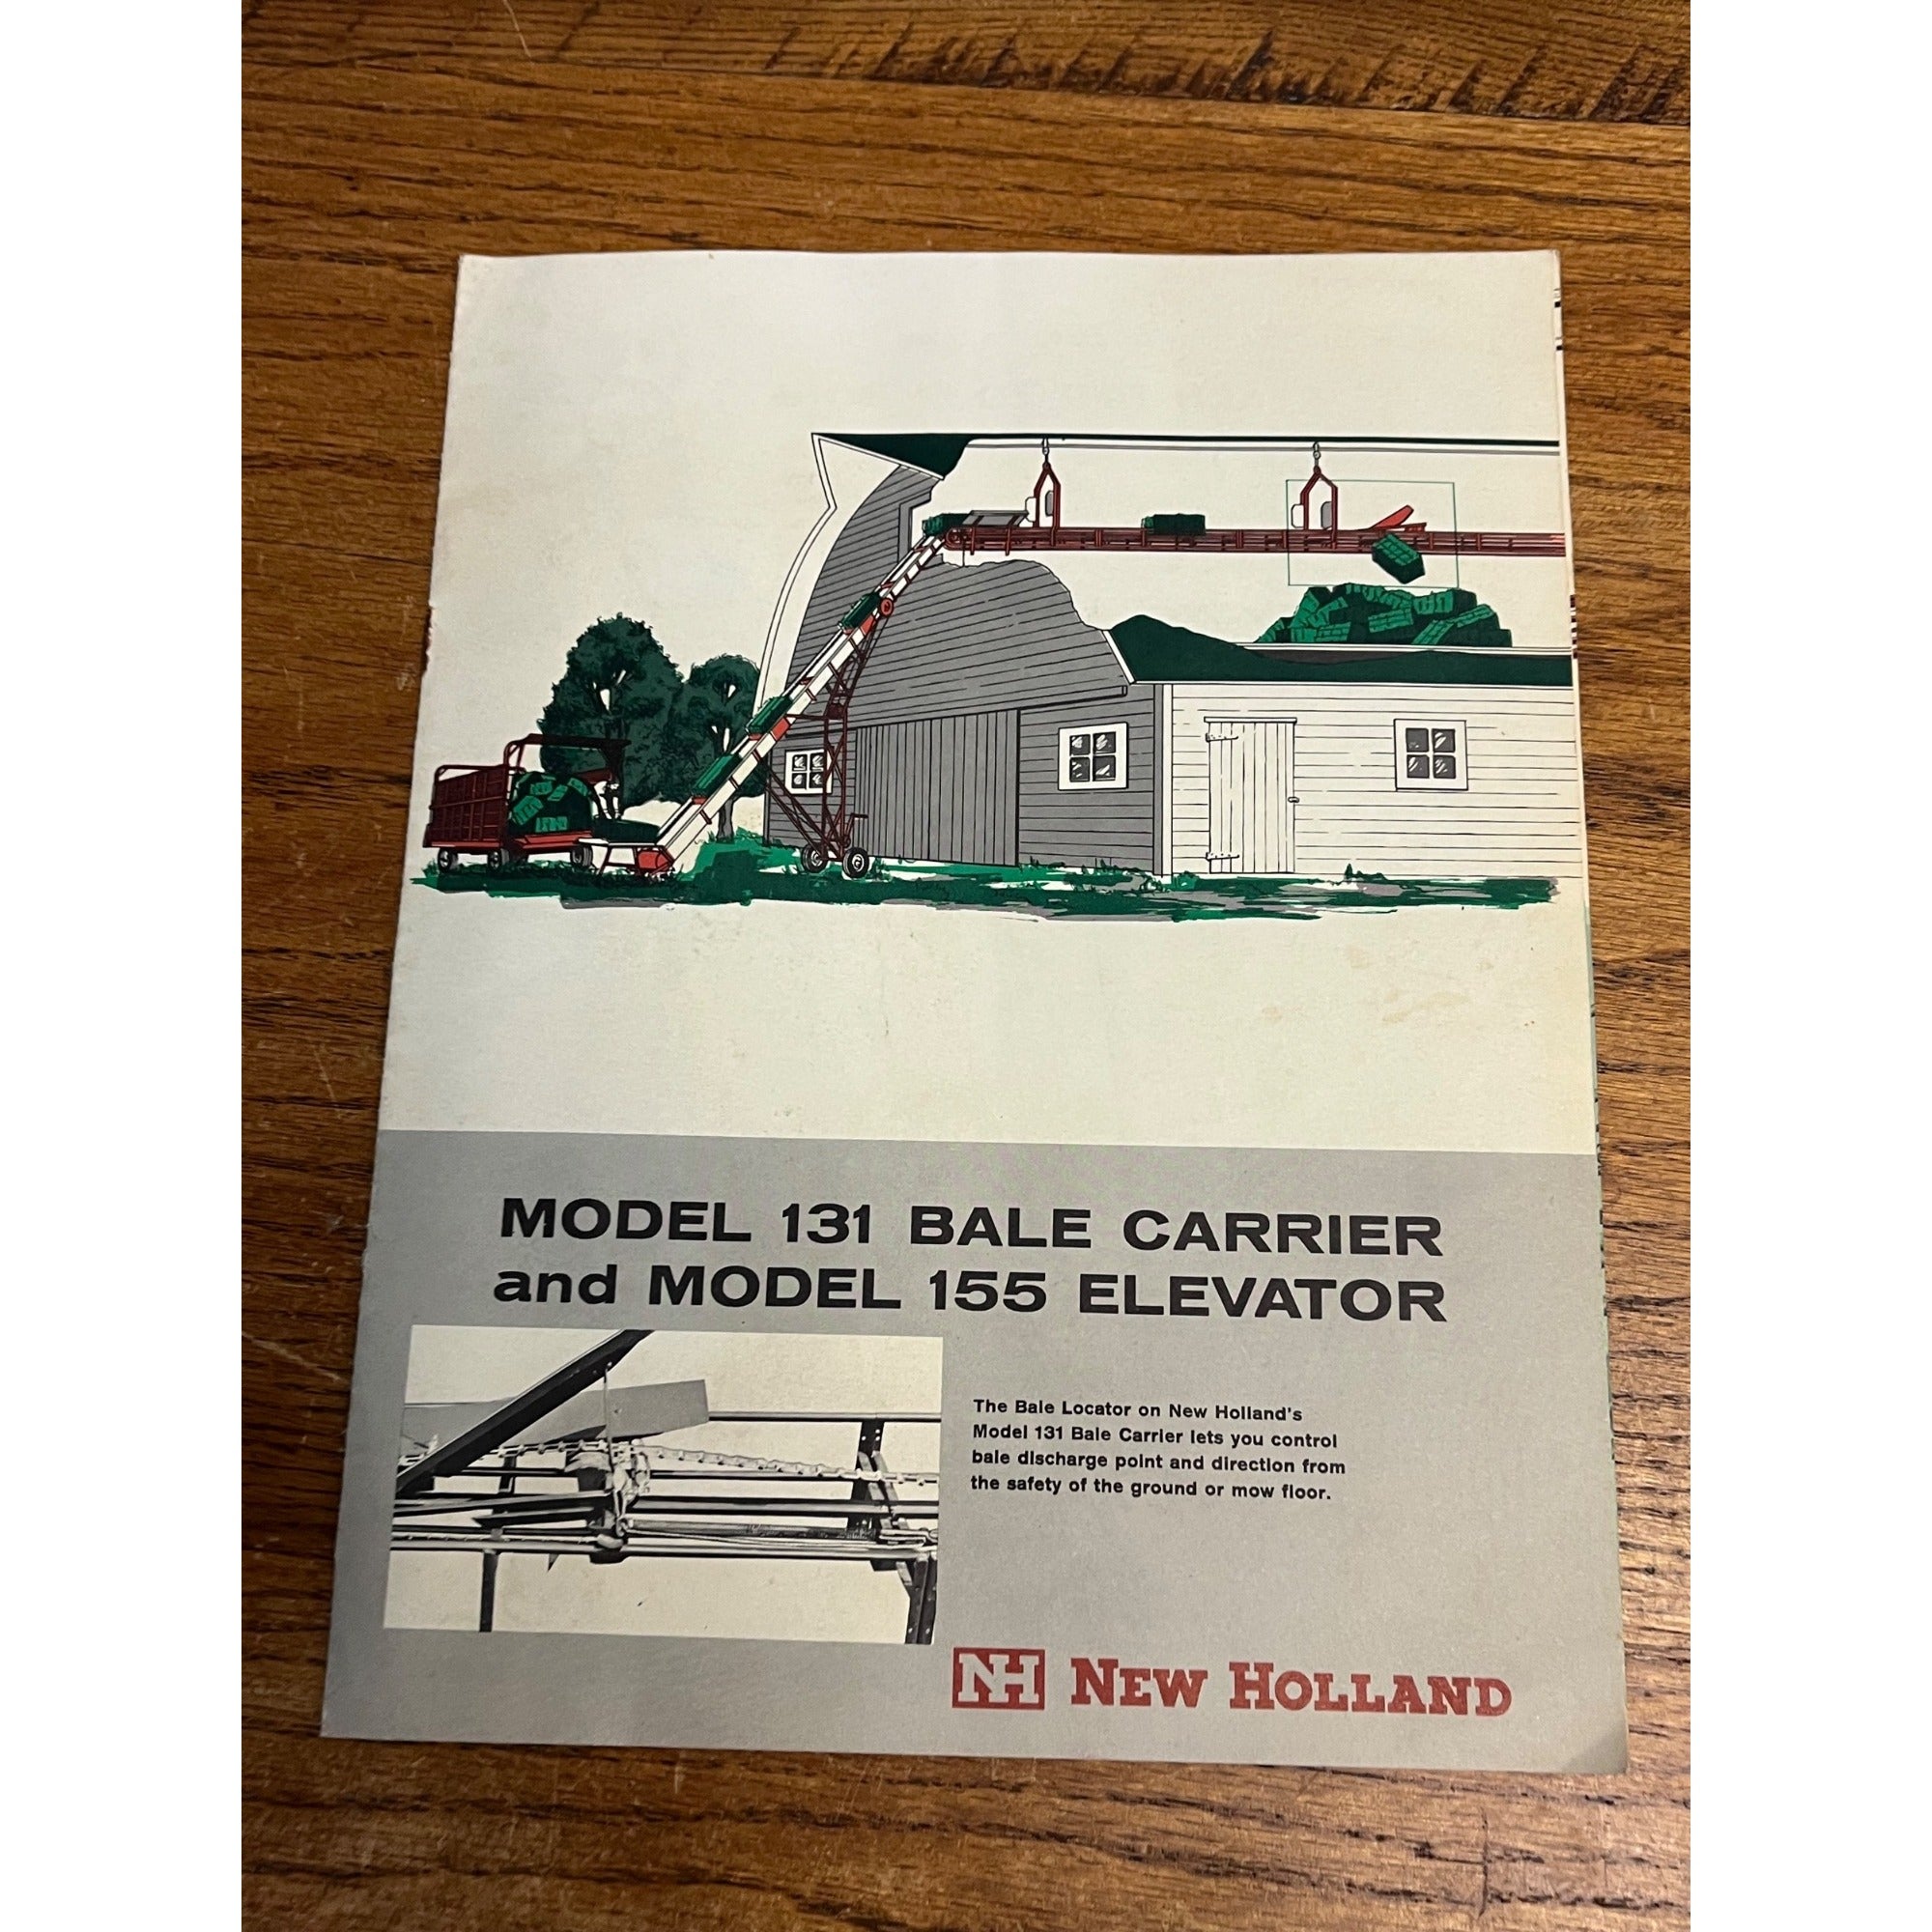 MODEL 131 BALE CARRIER
and MODEL 155 ELEVATOR
The Bale Locator on New Holland's
Model 131 Bale Carrier lets you control
bale discharge point and direction from
the safety of the ground or mow floor.
NH NEW HOLLAND